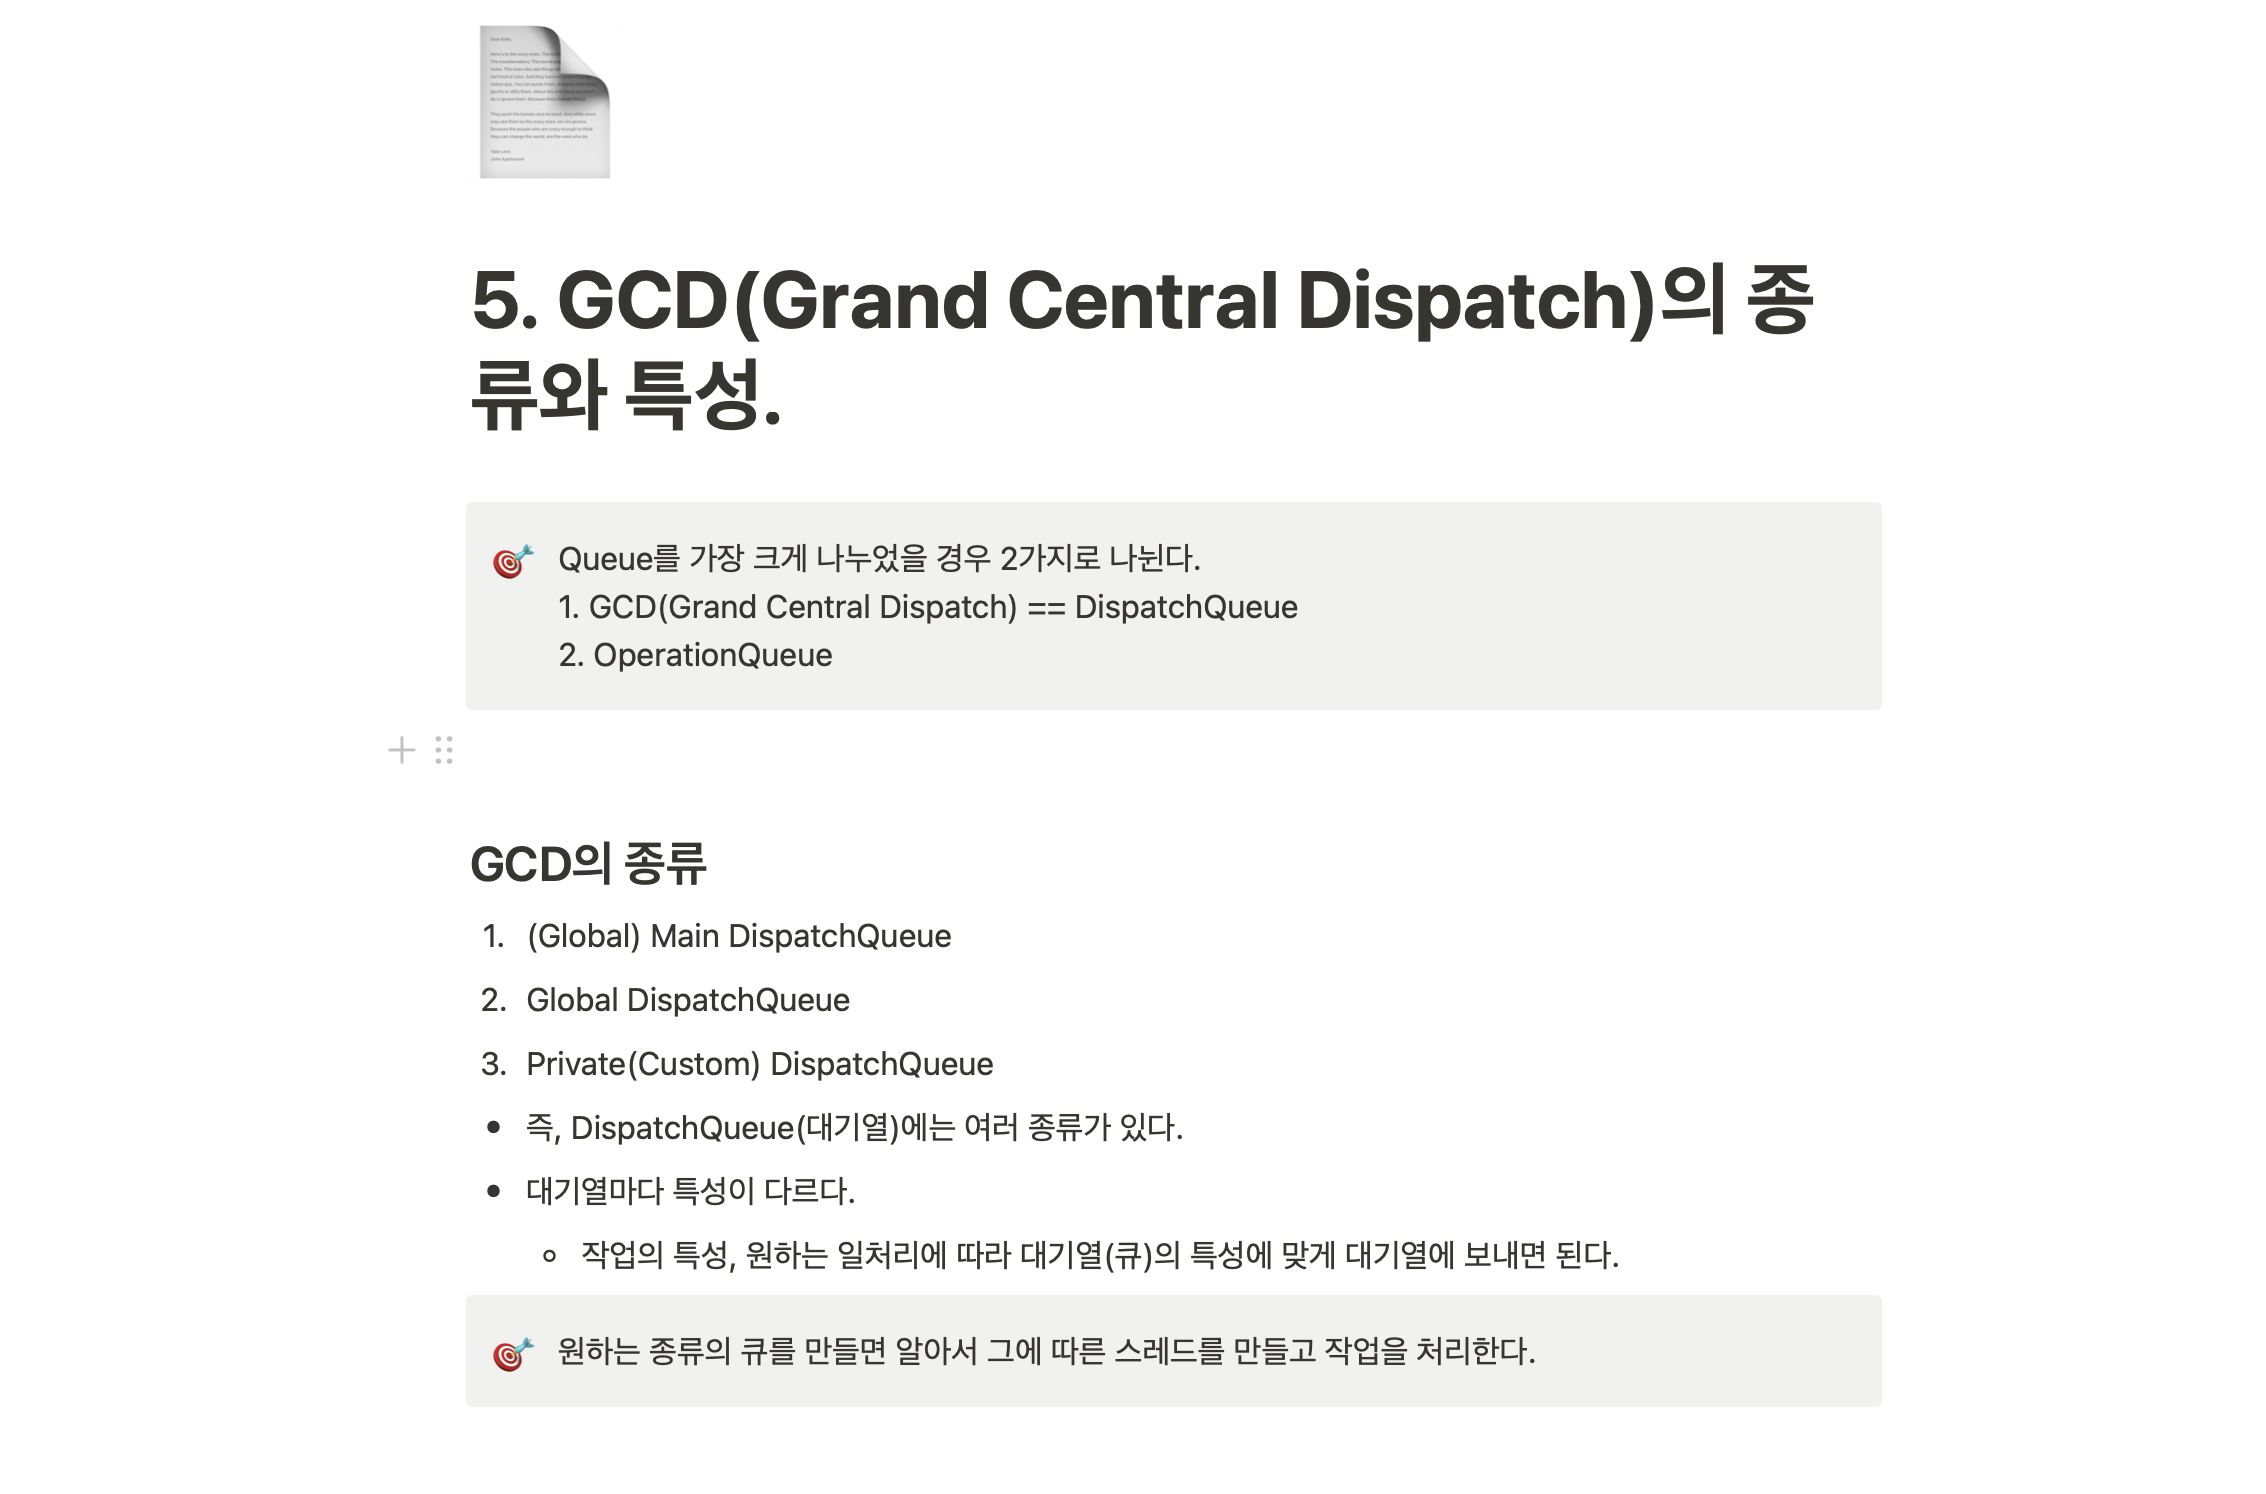 Dear Kate,
Take care,
John Appleseed
5. GCD(Grand Central Dispatch)의 종
류와 특성.
Queue를 가장 크게 나누었을 경우 2가지로 나뉜다.
1. GCD(Grand Central Dispatch) == DispatchQueue
2. OperationQueue
GCD의 종류
1. (Global) Main DispatchQueue
2. Global DispatchQueue
3. Private(Custom) DispatchQueue
• 즉, DispatchQueue(대기열)에는 여러 종류가 있다.
• 대기열마다 특성이 다르다.
◦ 작업의 특성, 원하는 일처리에 따라 대기열(큐)의 특성에 맞게 대기열에 보내면 된다.
원하는 종류의 큐를 만들면 알아서 그에 따른 스레드를 만들고 작업을 처리한다.